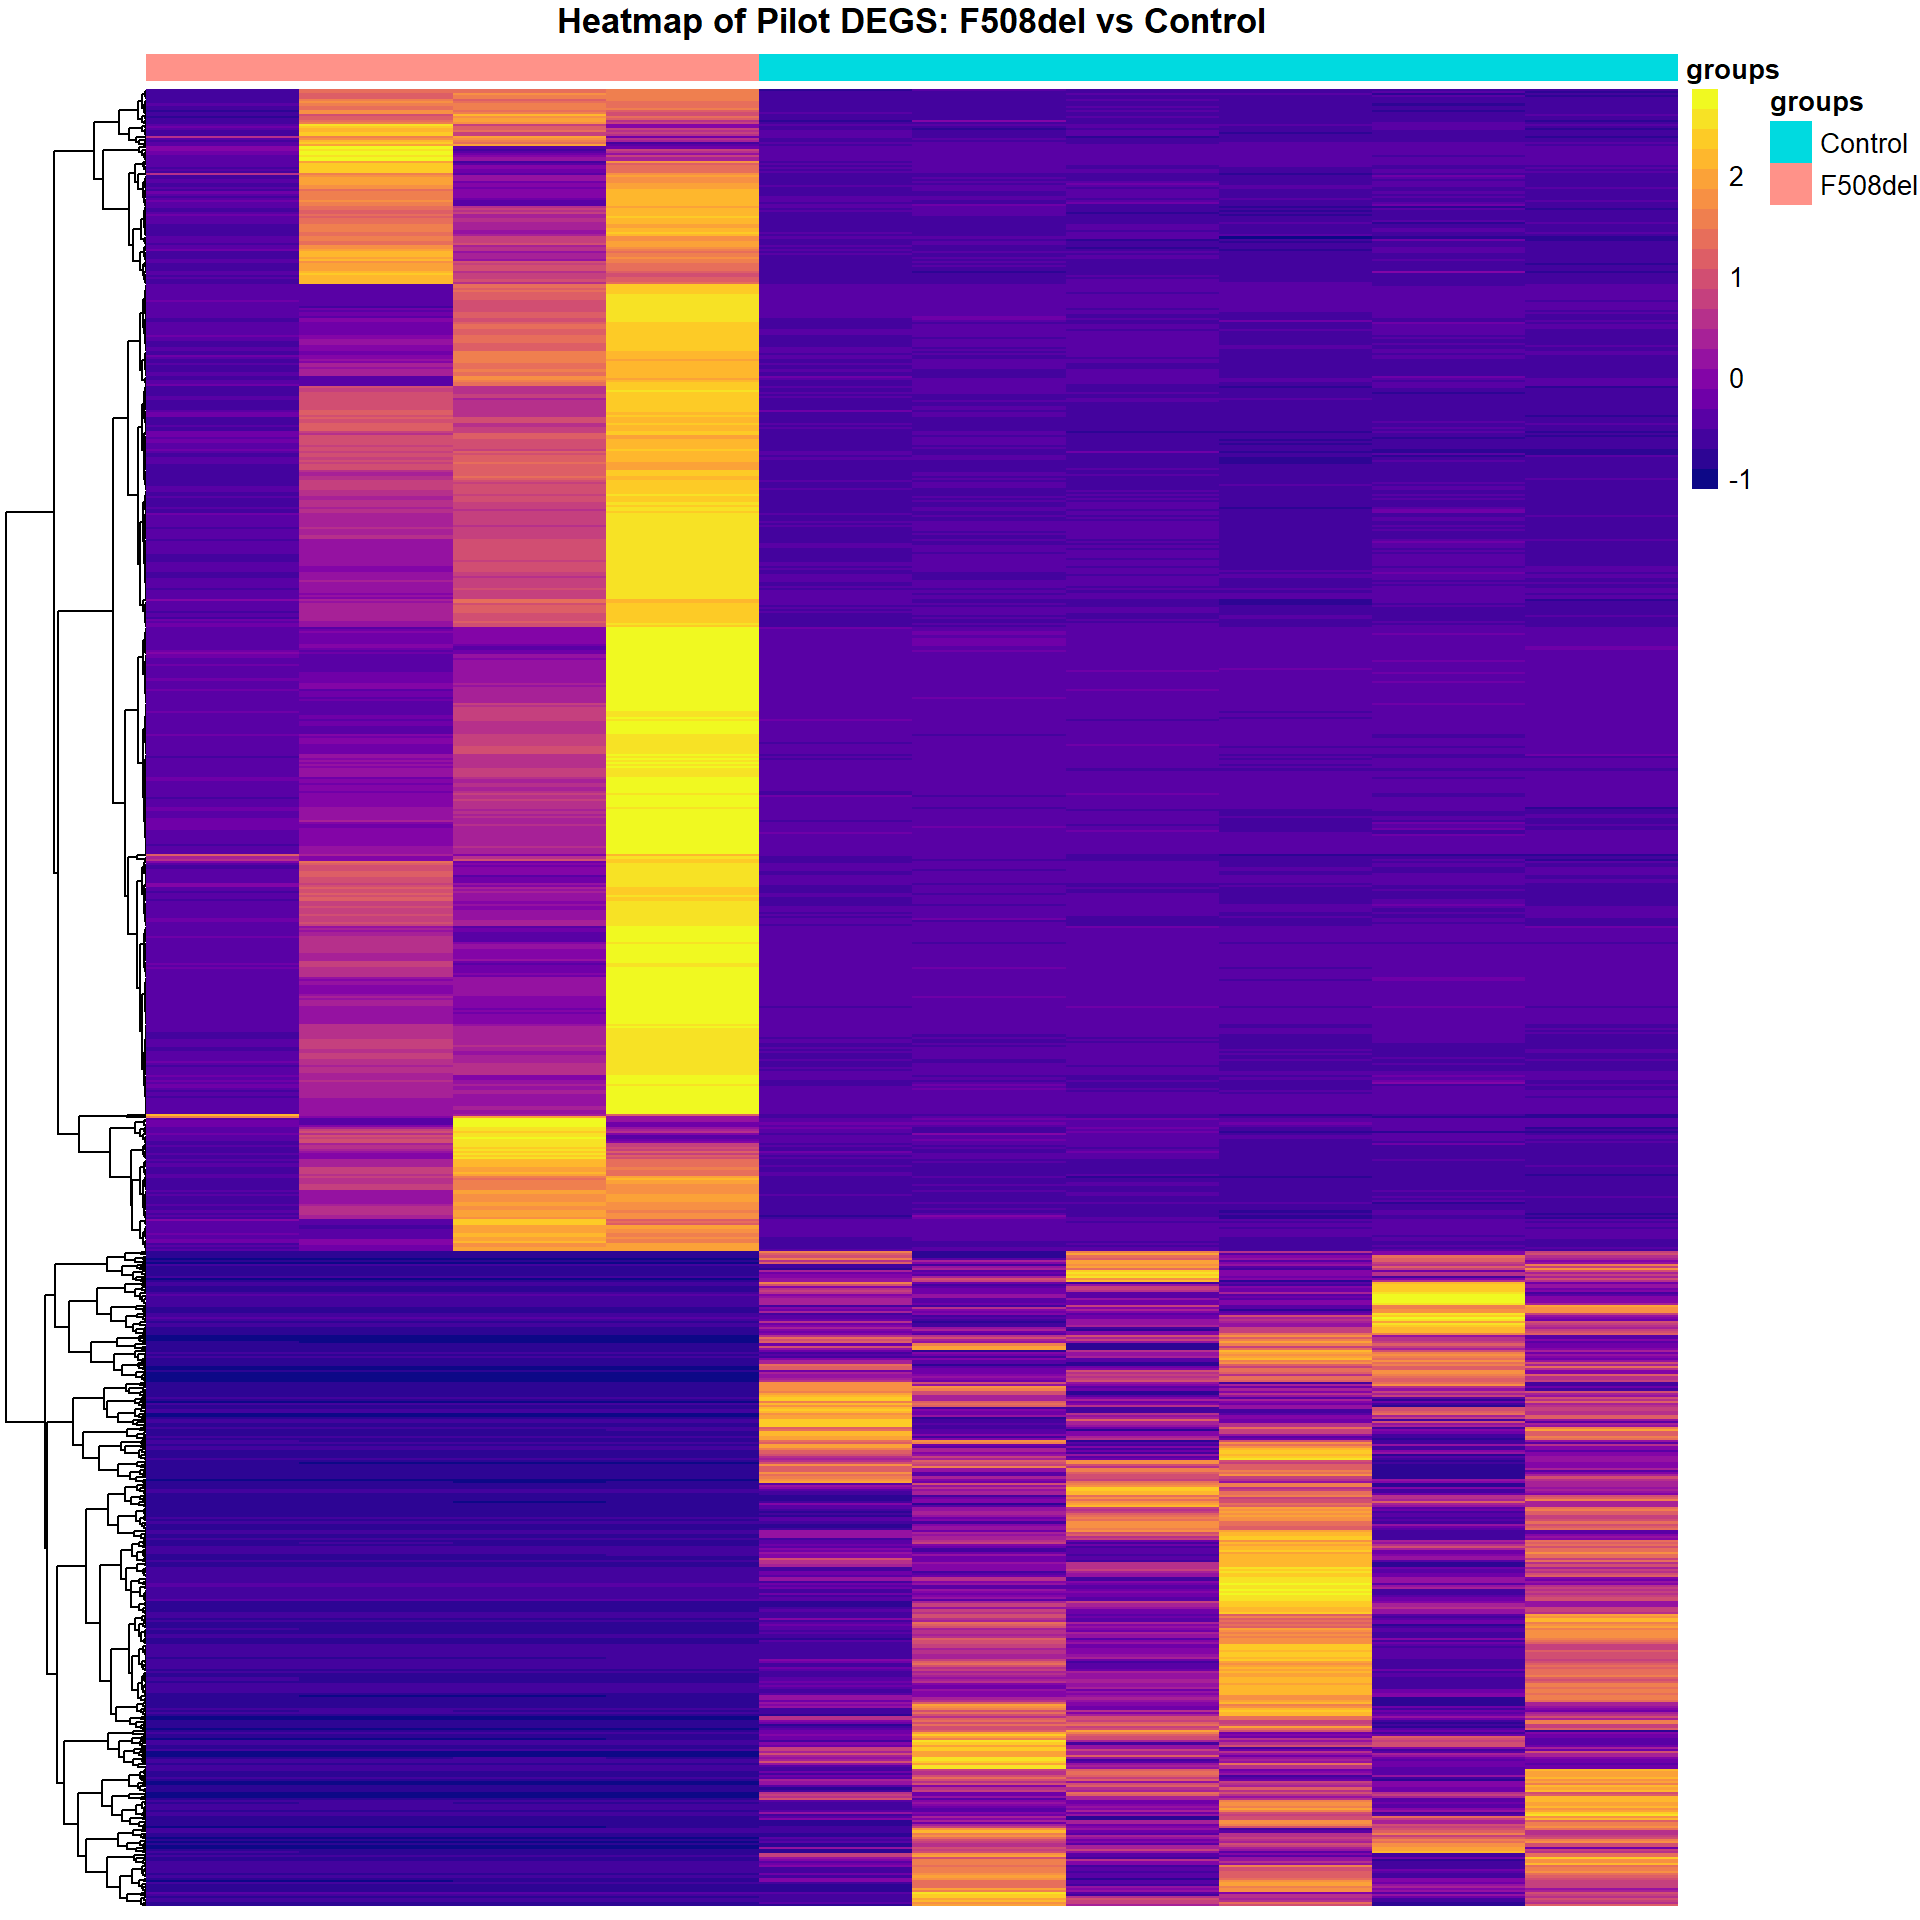 Heatmap of Pilot DEGS: F508del vs Control
groups
groups
Control
F508del
2
1
0
-1